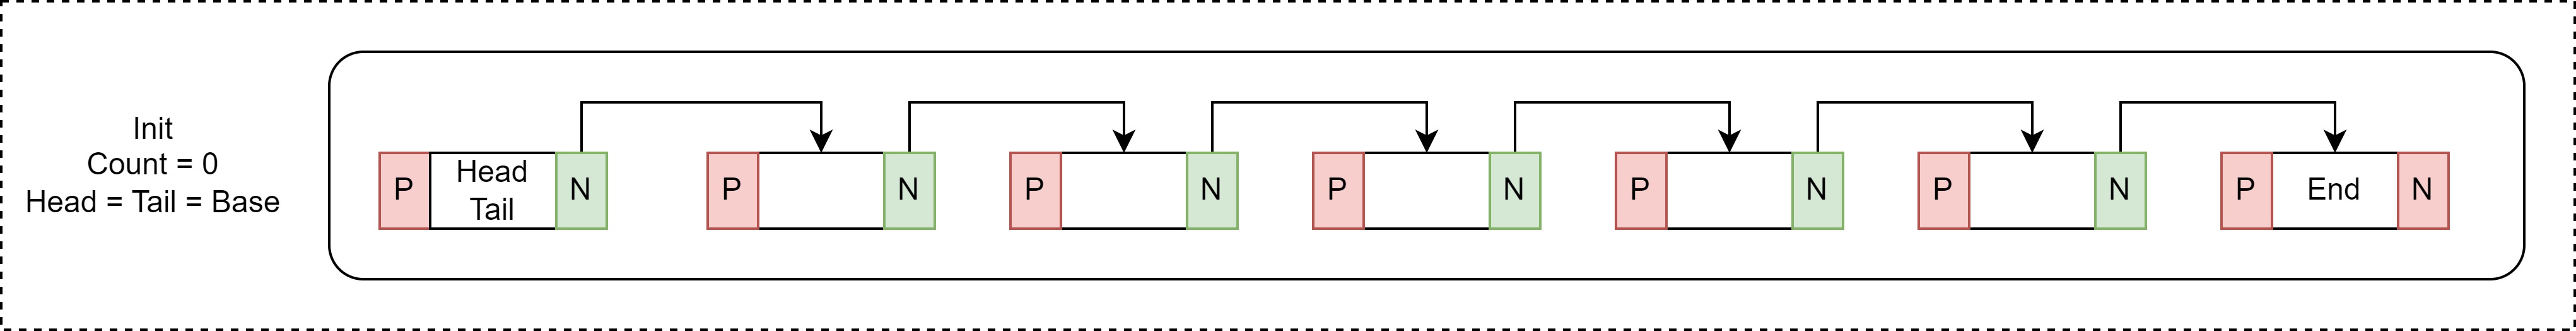 Init
Count = 0
Head = Tail = Base
P Head N P N P N P N P N P N P End N
Tail